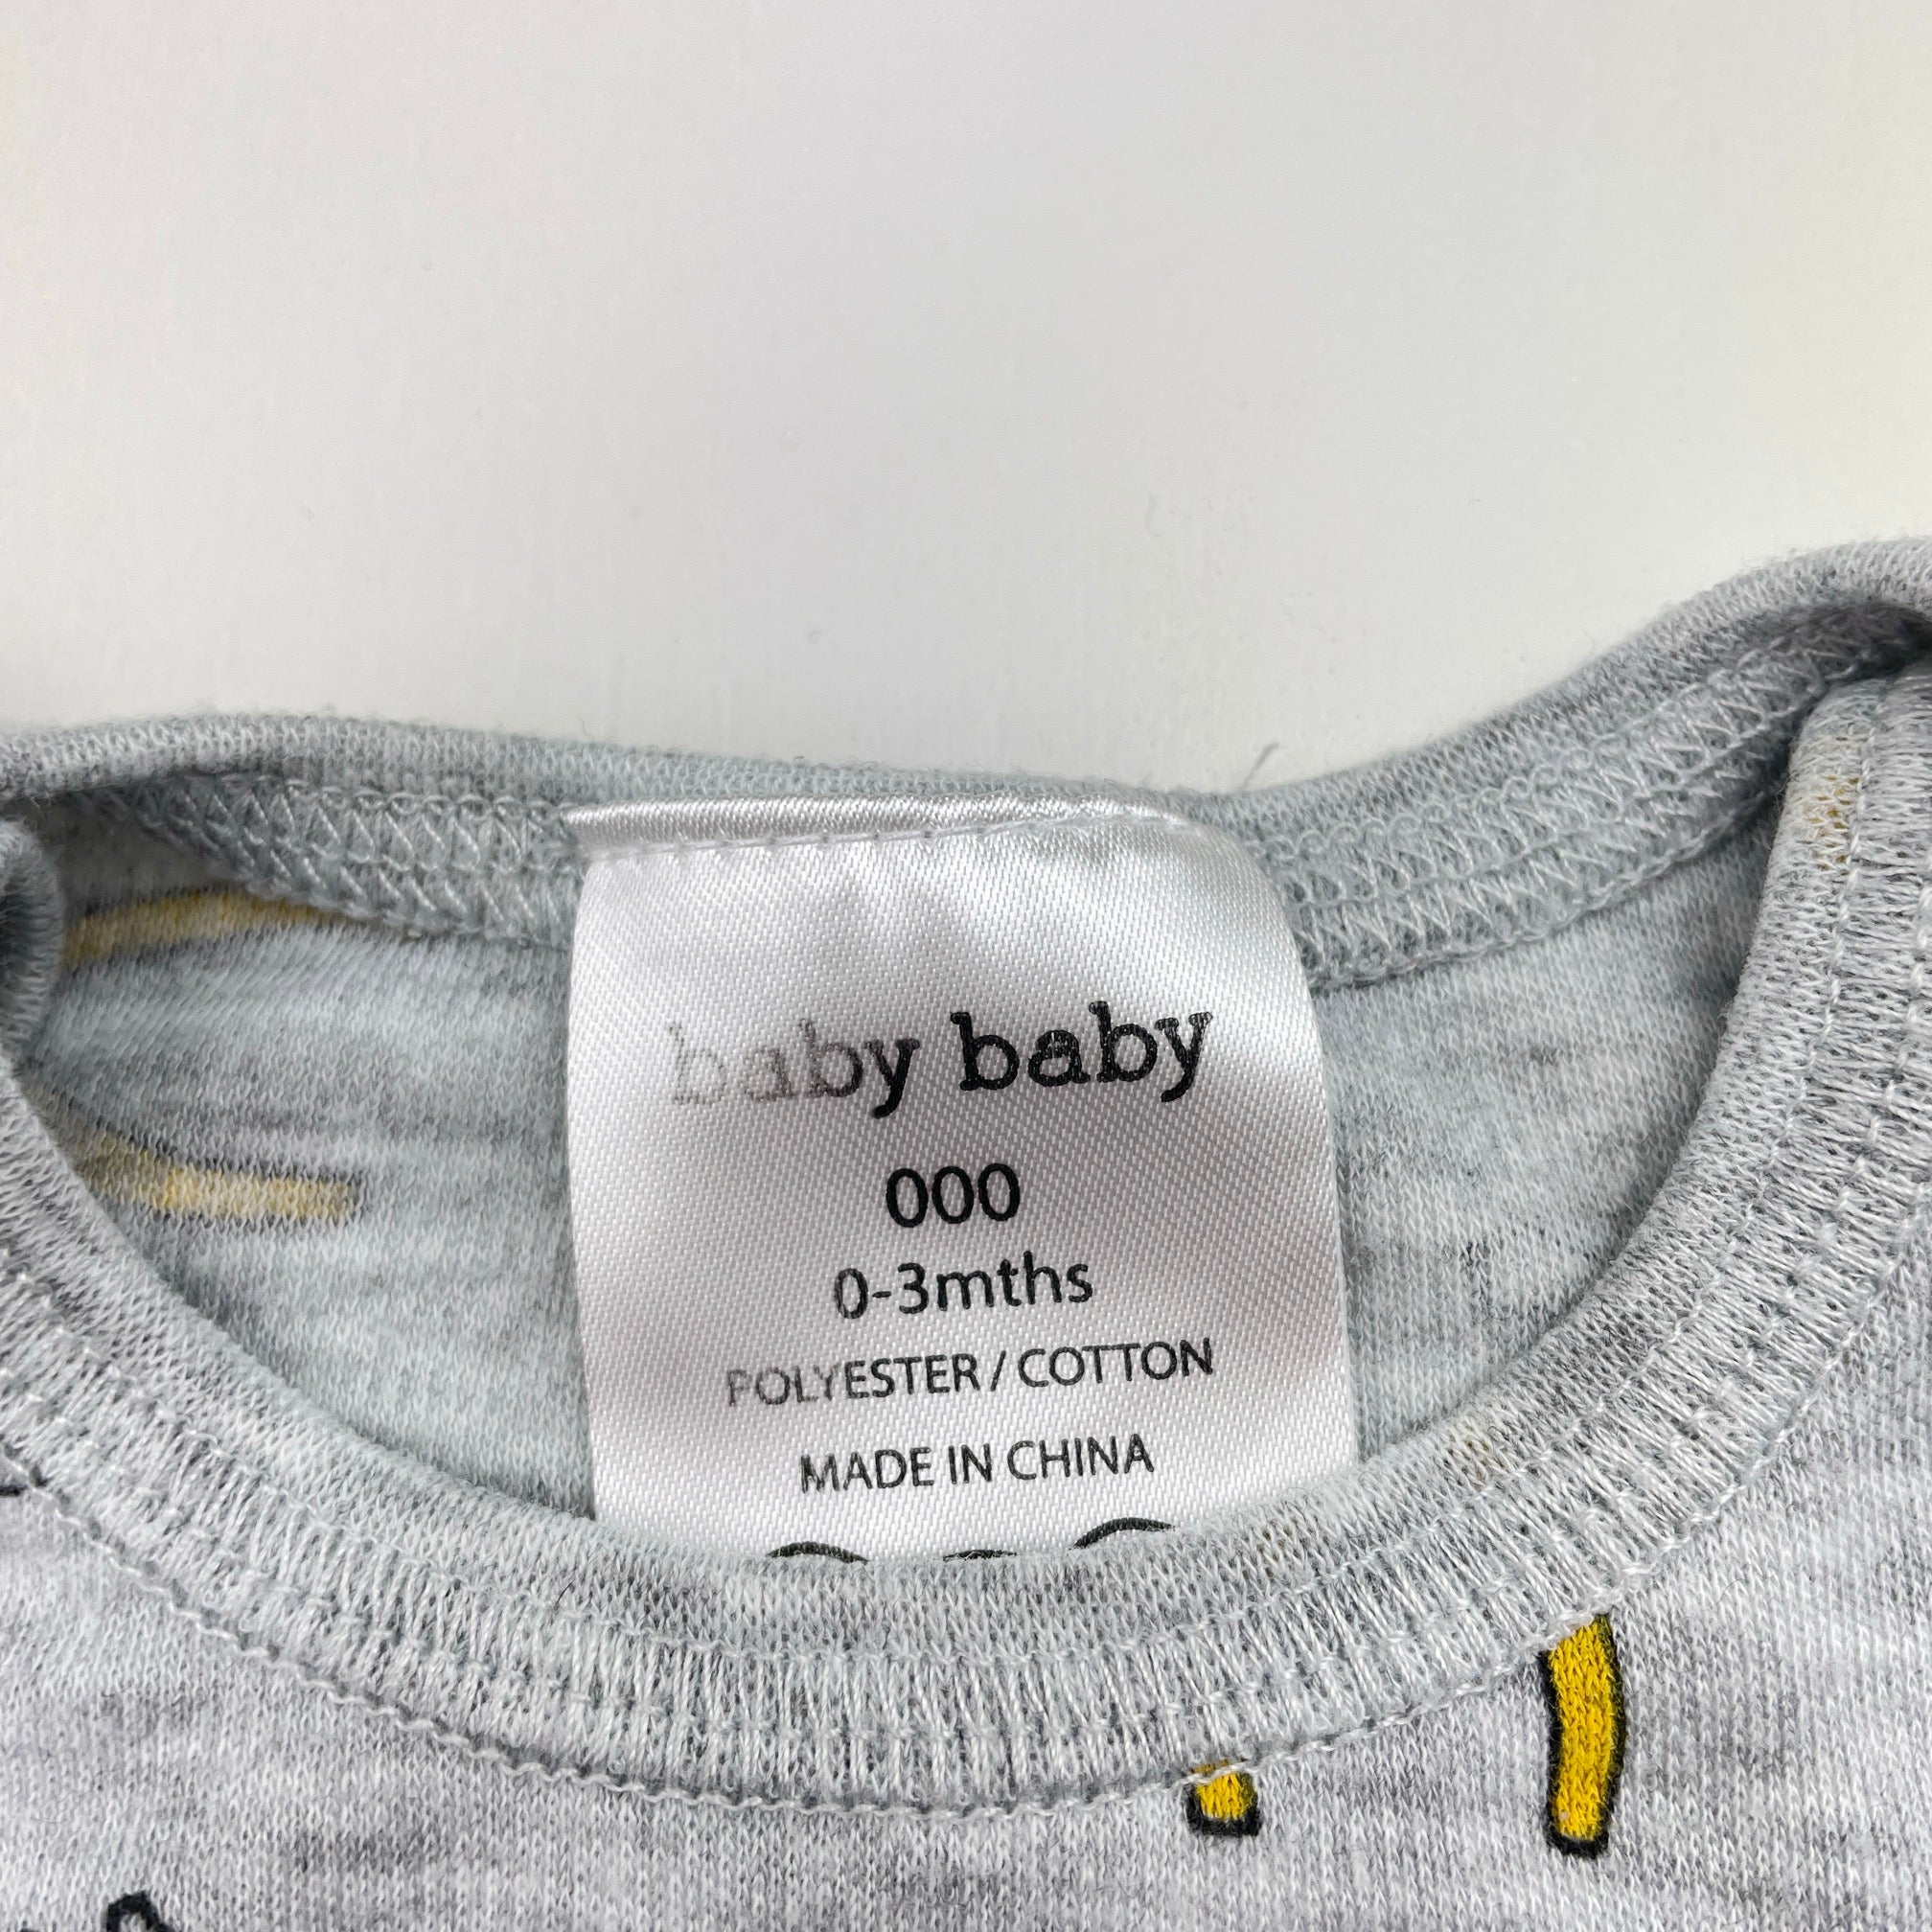 baby baby
000
0-3mths
POLYESTER / COTTON
MADE IN CHINA